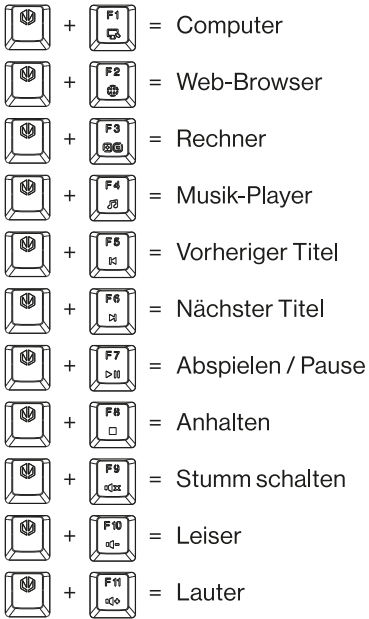 + F1 = Computer
+ F2 = Web-Browser
+ F3 = Rechner
+ F4 = Musik-Player
+ F5 = Vorheriger Titel
+ F6 = Nächster Titel
+ F7 = Abspielen / Pause
+ F8 = Anhalten
+ F9 = Stumm schalten
+ F10 = Leiser
+ F11 = Lauter